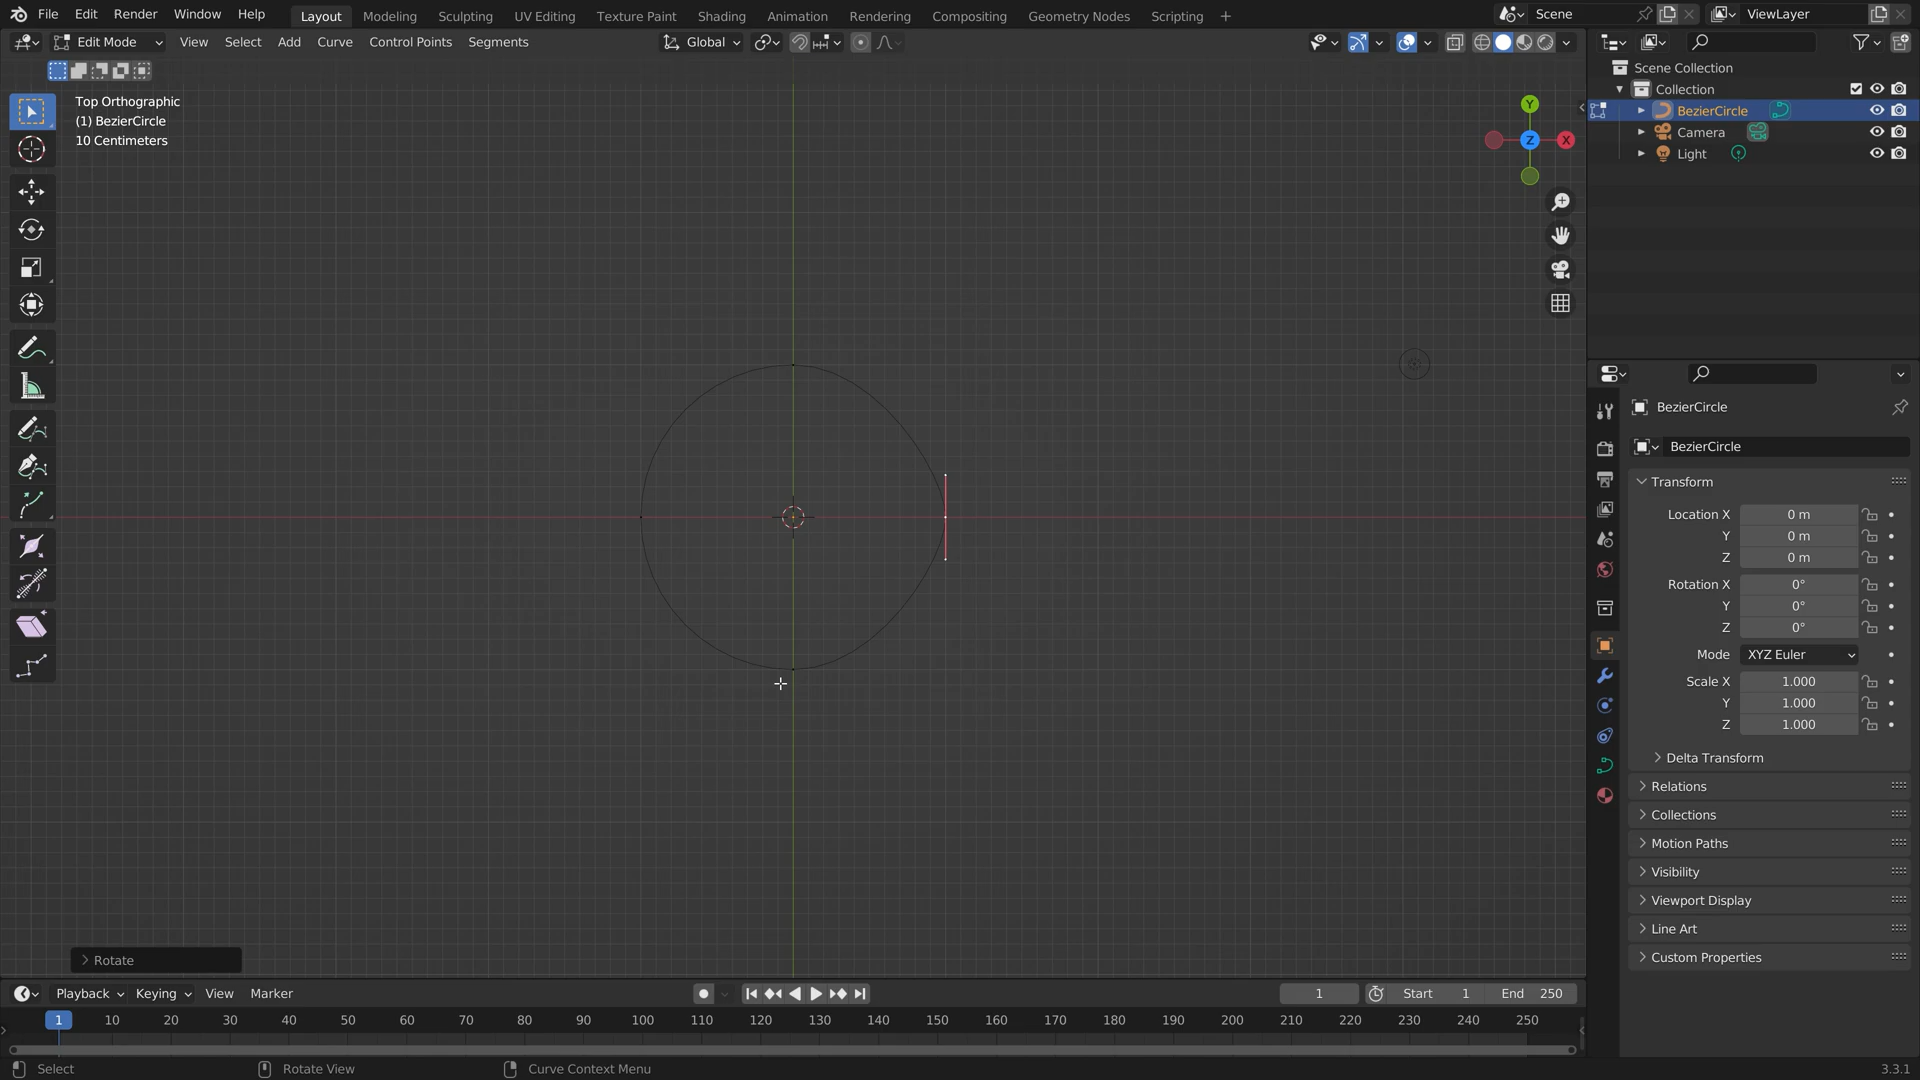 File Edit Render Window Help Layout Modeling Sculpting UV Editing Texture Paint Shading Animation Rendering Compositing Geometry Nodes Scripting + Scene ViewLayer
Edit Mode View Select Add Curve Control Points Segments Global
Top Orthographic
(1) BezierCircle
10 Centimeters
Y
Z
X
Scene Collection
Collection
BezierCircle
Camera
Light
BezierCircle
BezierCircle
Transform
Location X 0 m
Y 0 m
Z 0 m
Rotation X 0°
Y 0°
Z 0°
Mode XYZ Euler
Scale X 1.000
Y 1.000
Z 1.000
Delta Transform
Relations
Collections
Motion Paths
Visibility
Viewport Display
Line Art
Custom Properties
Rotate
Playback Keying View Marker 1 Start 1 End 250
1 10 20 30 40 50 60 70 80 90 100 110 120 130 140 150 160 170 180 190 200 210 220 230 240 250
Select Rotate View Curve Context Menu 3.3.1